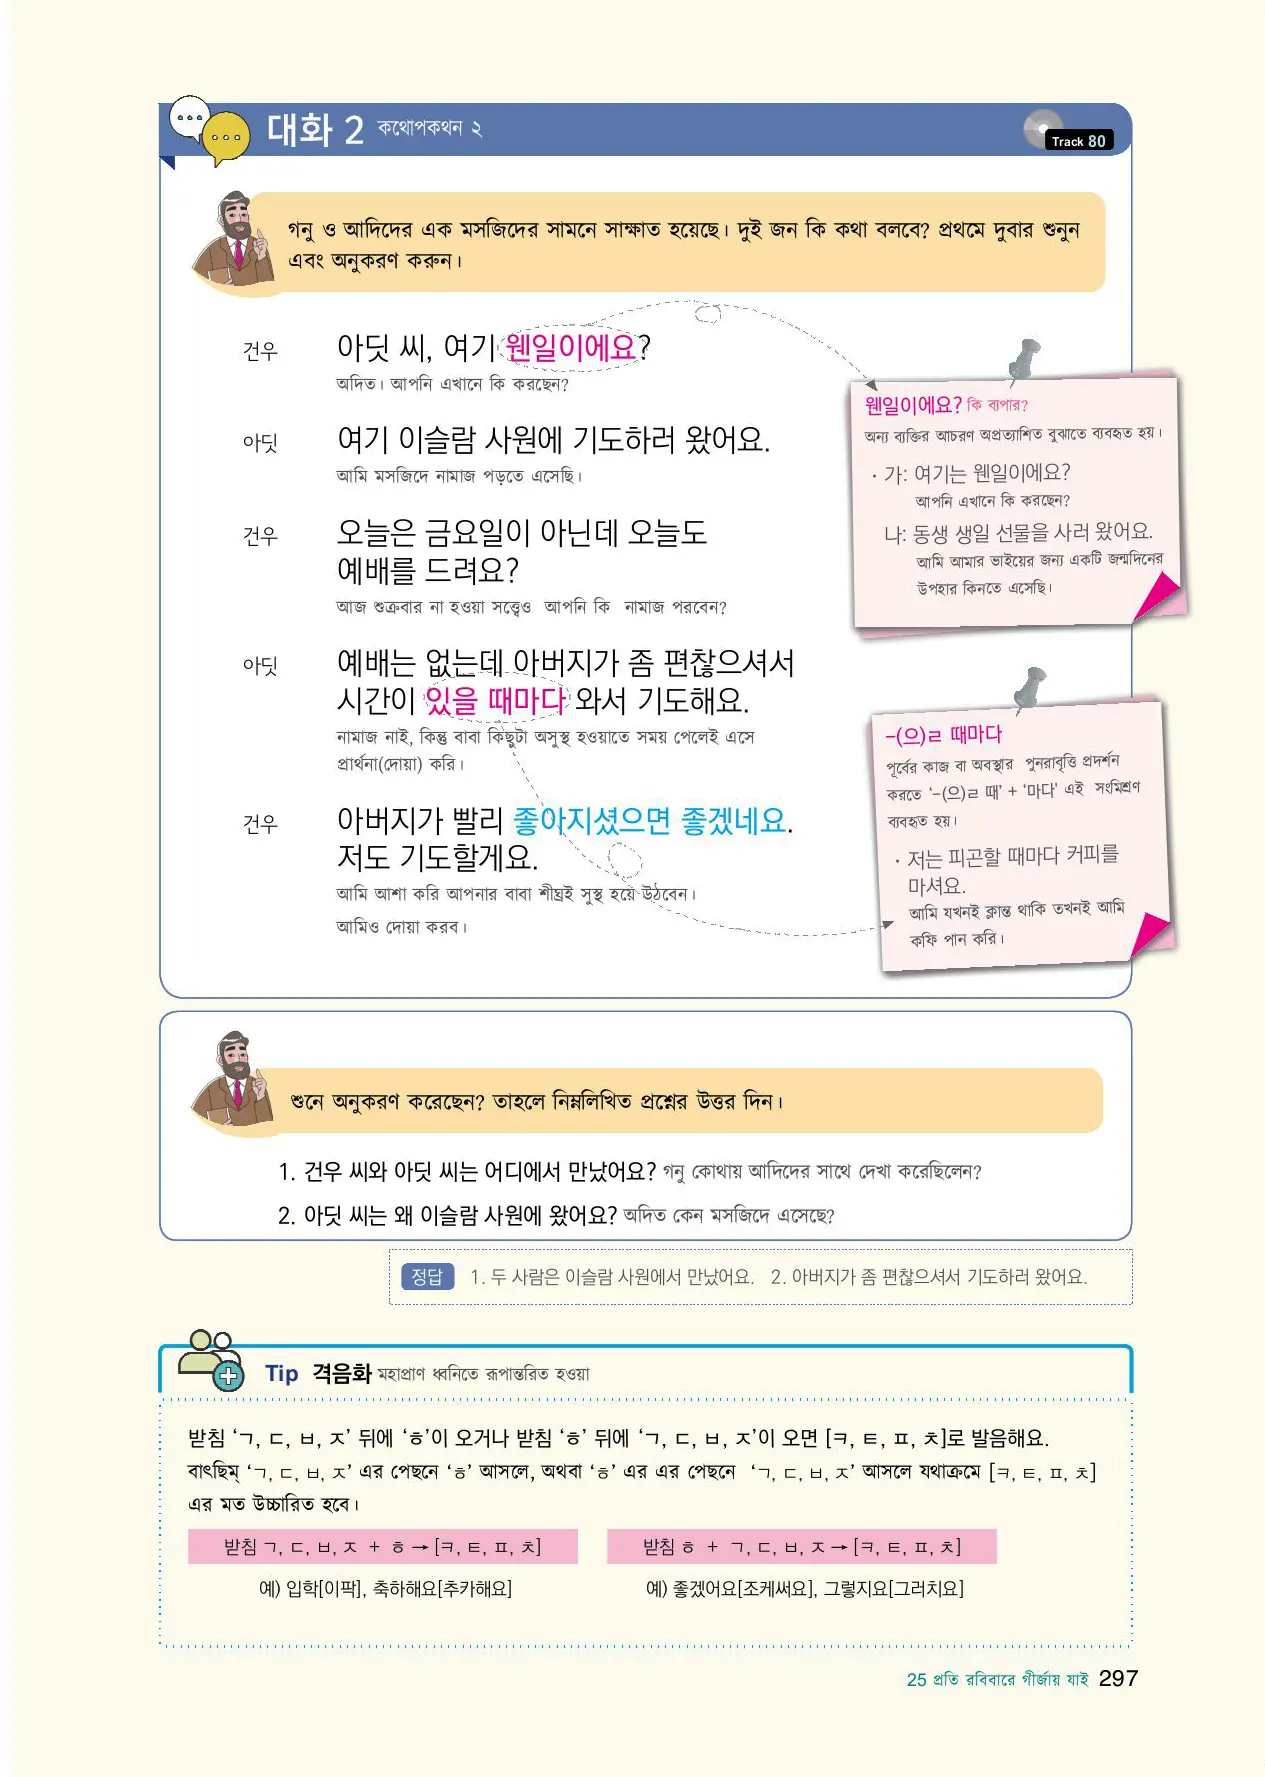 대화 2 কথোপকথন ২
Track 80
গনু ও আদিদের এক মসজিদের সামনে সাক্ষাত হয়েছে। দুই জন কি কথা বলবে? প্রথমে দুবার শুনুন
এবং অনুকরণ করুন।
건우 아딧 씨, 여기 웬일이에요?
অদিত। আপনি এখানে কি করছেন?
아딧 여기 이슬람 사원에 기도하러 왔어요.
আমি মসজিদে নামাজ পড়তে এসেছি।
건우 오늘은 금요일이 아닌데 오늘도
예배를 드려요?
আজ শুক্রবার না হওয়া সত্ত্বেও আপনি কি নামাজ পরবেন?
아딧 예배는 없는데 아버지가 좀 편찮으셔서
시간이 있을 때마다 와서 기도해요.
নামাজ নাই, কিন্তু বাবা কিছুটা অসুস্থ হওয়াতে সময় পেলেই এসে
প্রার্থনা(দোয়া) করি।
건우 아버지가 빨리 좋아지셨으면 좋겠네요.
저도 기도할게요.
আমি আশা করি আপনার বাবা শীঘ্রই সুস্থ হয়ে উঠবেন।
আমিও দোয়া করব।
웬일이에요? কি ব্যপার?
অন্য ব্যক্তির আচরণ অপ্রত্যাশিত বুঝাতে ব্যবহৃত হয়।
· 가: 여기는 웬일이에요?
আপনি এখানে কি করছেন?
나: 동생 생일 선물을 사러 왔어요.
আমি আমার ভাইয়ের জন্য একটি জন্মদিনের
উপহার কিনতে এসেছি।
-(으)ㄹ 때마다
পূর্বের কাজ বা অবস্থার পুনরাবৃত্তি প্রদর্শন
করতে ‘-(으)ㄹ 때’ + ‘마다’ এই সংমিশ্রণ
ব্যবহৃত হয়।
· 저는 피곤할 때마다 커피를
마셔요.
আমি যখনই ক্লান্ত থাকি তখনই আমি
কফি পান করি।
শুনে অনুকরণ করেছেন? তাহলে নিম্নলিখিত প্রশ্নের উত্তর দিন।
1. 건우 씨와 아딧 씨는 어디에서 만났어요? গনু কোথায় আদিদের সাথে দেখা করেছিলেন?
2. 아딧 씨는 왜 이슬람 사원에 왔어요? অদিত কেন মসজিদে এসেছে?
정답 1. 두 사람은 이슬람 사원에서 만났어요. 2. 아버지가 좀 편찮으셔서 기도하러 왔어요.
Tip 격음화 মহাপ্রাণ ধ্বনিতে রূপান্তরিত হওয়া
받침 ‘ㄱ, ㄷ, ㅂ, ㅈ’ 뒤에 ‘ㅎ’이 오거나 받침 ‘ㅎ’ 뒤에 ‘ㄱ, ㄷ, ㅂ, ㅈ’이 오면 [ㅋ, ㅌ, ㅍ, ㅊ]로 발음해요.
বাৎছিম্ ‘ㄱ, ㄷ, ㅂ, ㅈ’ এর পেছনে ‘ㅎ’ আসলে, অথবা ‘ㅎ’ এর এর পেছনে ‘ㄱ, ㄷ, ㅂ, ㅈ’ আসলে যথাক্রমে [ㅋ, ㅌ, ㅍ, ㅊ]
এর মত উচ্চারিত হবে।
받침 ㄱ, ㄷ, ㅂ, ㅈ + ㅎ → [ㅋ, ㅌ, ㅍ, ㅊ]
예) 입학[이팍], 축하해요[추카해요]
받침 ㅎ + ㄱ, ㄷ, ㅂ, ㅈ → [ㅋ, ㅌ, ㅍ, ㅊ]
예) 좋겠어요[조케써요], 그렇지요[그러치요]
25 প্রতি রবিবারে গীর্জায় যাই 297